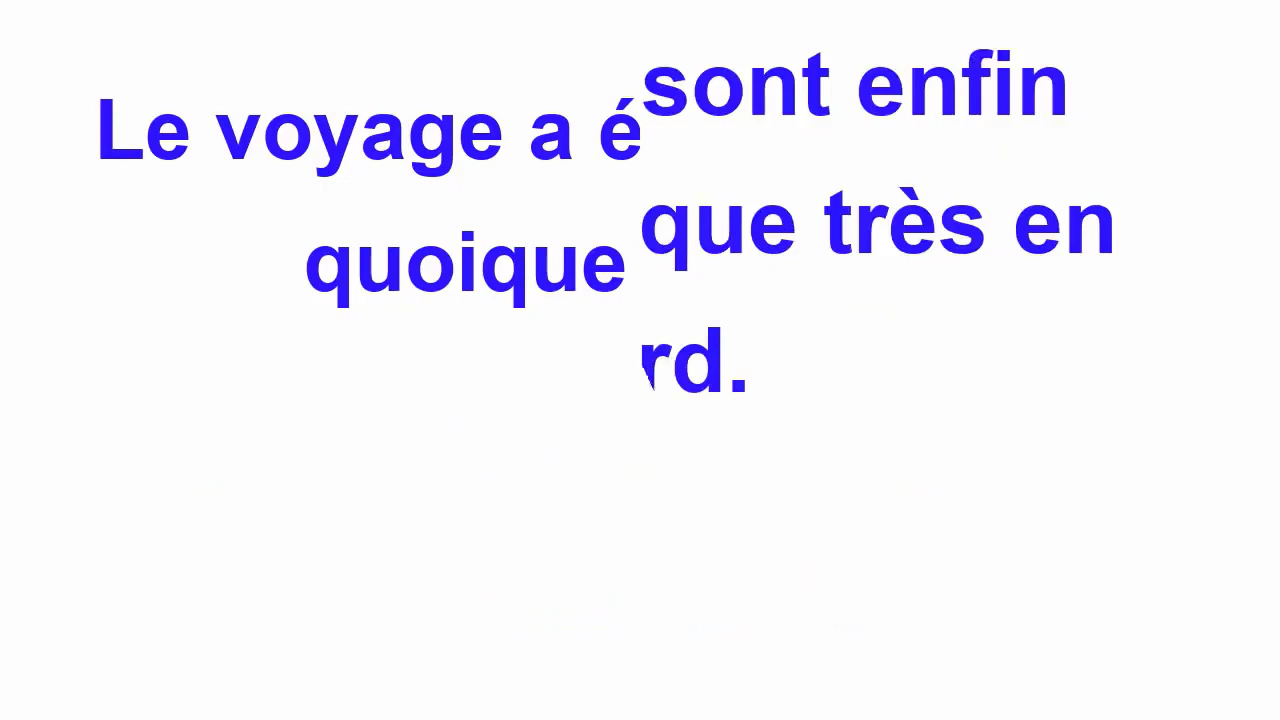 Le voyage a é
quoique
sont enfin
que très en
rd.